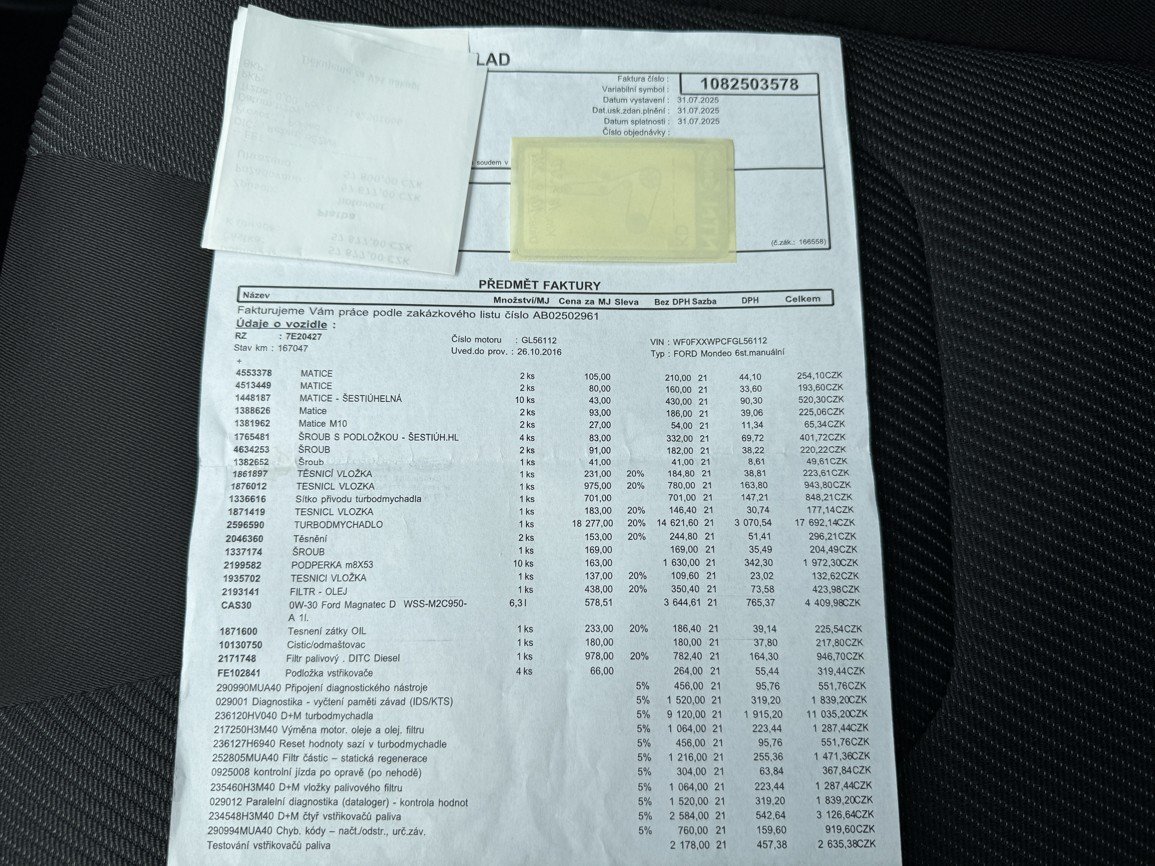 LAD
Faktura číslo : 1082503578
Variabilní symbol :
Datum vystavení : 31.07.2025
Dat.usk.zdan.plnění : 31.07.2025
Datum splatnosti : 31.07.2025
Číslo objednávky :
soudem v
(č.zák.: 166558)
PŘEDMĚT FAKTURY
Název Množství/MJ Cena za MJ Sleva Bez DPH Sazba DPH Celkem
Fakturujeme Vám práce podle zakázkového listu číslo AB02502961
Údaje o vozidle :
RZ : 7E20427 Číslo motoru : GL56112 VIN : WF0FXXWPCFGL56112
Stav km : 167047 Uved.do prov. : 26.10.2016 Typ : FORD Mondeo 6st.manuální
+
4553378 MATICE 2 ks 105,00 210,00 21 44,10 254,10CZK
4513449 MATICE 2 ks 80,00 160,00 21 33,60 193,60CZK
1448187 MATICE - ŠESTIÚHELNÁ 10 ks 43,00 430,00 21 90,30 520,30CZK
1388626 Matice 2 ks 93,00 186,00 21 39,06 225,06CZK
1381962 Matice M10 2 ks 27,00 54,00 21 11,34 65,34CZK
1765481 ŠROUB S PODLOŽKOU - ŠESTIÚH.HL 4 ks 83,00 332,00 21 69,72 401,72CZK
4634253 ŠROUB 2 ks 91,00 182,00 21 38,22 220,22CZK
1382652 Šroub 1 ks 41,00 41,00 21 8,61 49,61CZK
1861897 TĚSNICÍ VLOŽKA 1 ks 231,00 20% 184,80 21 38,81 223,61CZK
1876012 TESNICL VLOZKA 1 ks 975,00 20% 780,00 21 163,80 943,80CZK
1336616 Sítko přívodu turbodmychadla 1 ks 701,00 701,00 21 147,21 848,21CZK
1871419 TESNICL VLOZKA 1 ks 183,00 20% 146,40 21 30,74 177,14CZK
2596590 TURBODMYCHADLO 1 ks 18 277,00 20% 14 621,60 21 3 070,54 17 692,14CZK
2046360 Těsnění 2 ks 153,00 20% 244,80 21 51,41 296,21CZK
1337174 ŠROUB 1 ks 169,00 169,00 21 35,49 204,49CZK
2199582 PODPERKA m8X53 10 ks 163,00 1 630,00 21 342,30 1 972,30CZK
1935702 TESNICI VLOŽKA 1 ks 137,00 20% 109,60 21 23,02 132,62CZK
2193141 FILTR - OLEJ 1 ks 438,00 20% 350,40 21 73,58 423,98CZK
CAS30 0W-30 Ford Magnatec D WSS-M2C950- 6,3 l 578,51 3 644,61 21 765,37 4 409,98CZK
A 1l.
1871600 Tesnení zátky OIL 1 ks 233,00 20% 186,40 21 39,14 225,54CZK
10130750 Cistic/odmaštovac 1 ks 180,00 180,00 21 37,80 217,80CZK
2171748 Filtr palivový . DITC Diesel 1 ks 978,00 20% 782,40 21 164,30 946,70CZK
FE102841 Podložka vstřikovače 4 ks 66,00 264,00 21 55,44 319,44CZK
290990MUA40 Připojení diagnostického nástroje 5% 456,00 21 95,76 551,76CZK
029001 Diagnostika - vyčtení paměti závad (IDS/KTS) 5% 1 520,00 21 319,20 1 839,20CZK
236120HV040 D+M turbodmychadla 5% 9 120,00 21 1 915,20 11 035,20CZK
217250H3M40 Výměna motor. oleje a olej. filtru 5% 1 064,00 21 223,44 1 287,44CZK
236127H6940 Reset hodnoty sazí v turbodmychadle 5% 456,00 21 95,76 551,76CZK
252805MUA40 Filtr částic – statická regenerace 5% 1 216,00 21 255,36 1 471,36CZK
0925008 kontrolní jízda po opravě (po nehodě) 5% 304,00 21 63,84 367,84CZK
235460H3M40 D+M vložky palivového filtru 5% 1 064,00 21 223,44 1 287,44CZK
029012 Paralelní diagnostika (dataloger) - kontrola hodnot 5% 1 520,00 21 319,20 1 839,20CZK
234548H3M40 D+M čtyř vstřikovačů paliva 5% 2 584,00 21 542,64 3 126,64CZK
290994MUA40 Chyb. kódy – načt./odstr., urč.záv. 5% 760,00 21 159,60 919,60CZK
Testování vstřikovačů paliva 2 178,00 21 457,38 2 635,38CZK